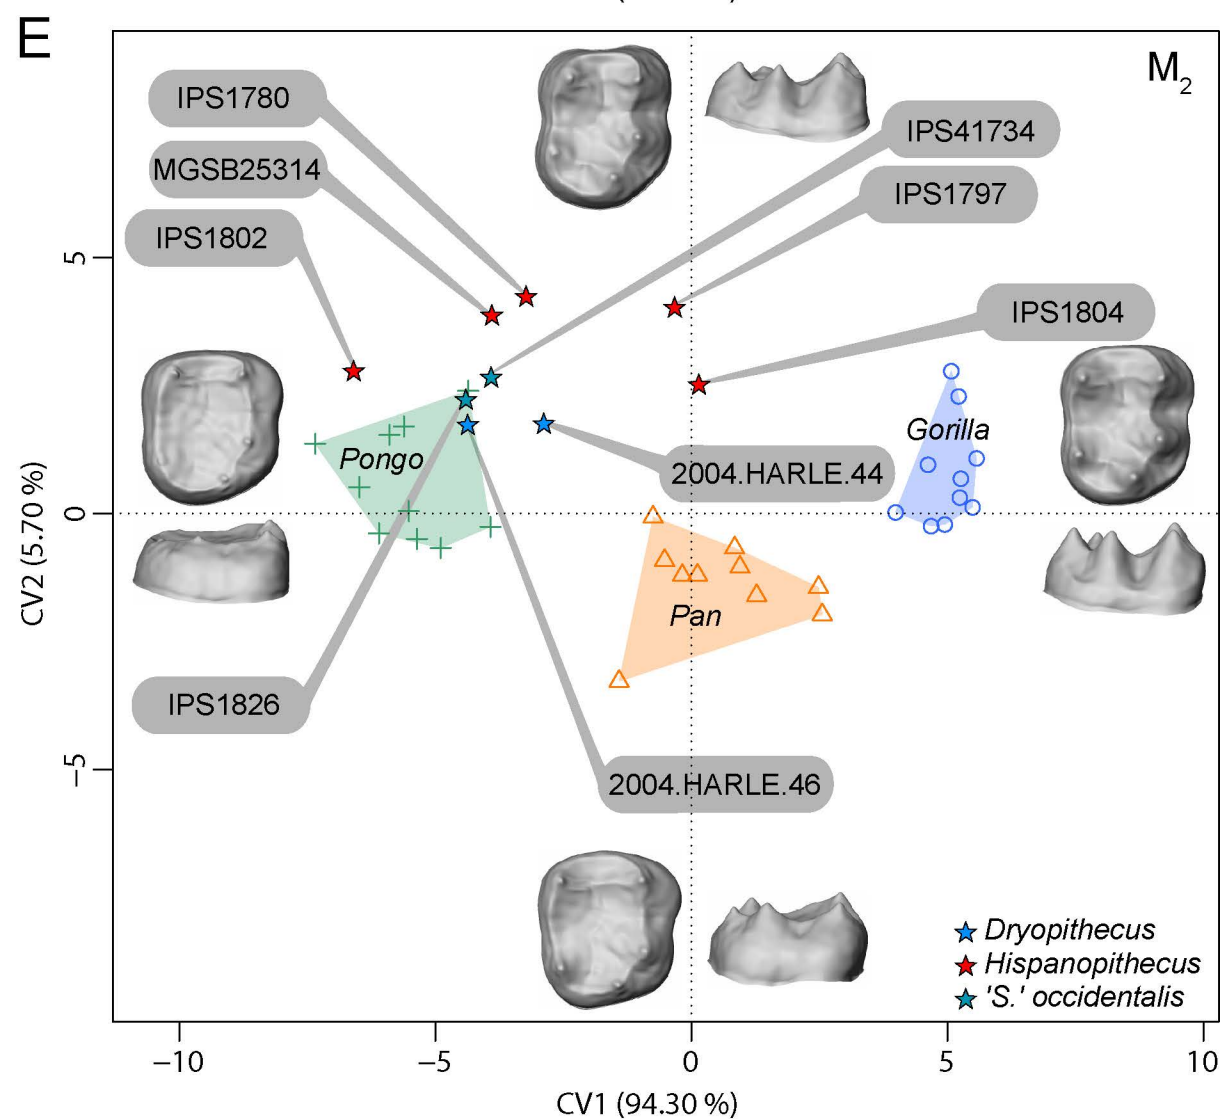 E
M2
IPS1780
MGSB25314
IPS1802
IPS41734
IPS1797
IPS1804
Pongo
Gorilla
2004.HARLE.44
Pan
IPS1826
2004.HARLE.46
Dryopithecus
Hispanopithecus
'S.' occidentalis
5
0
−5
CV2 (5.70 %)
−10
−5
0
5
10
CV1 (94.30 %)